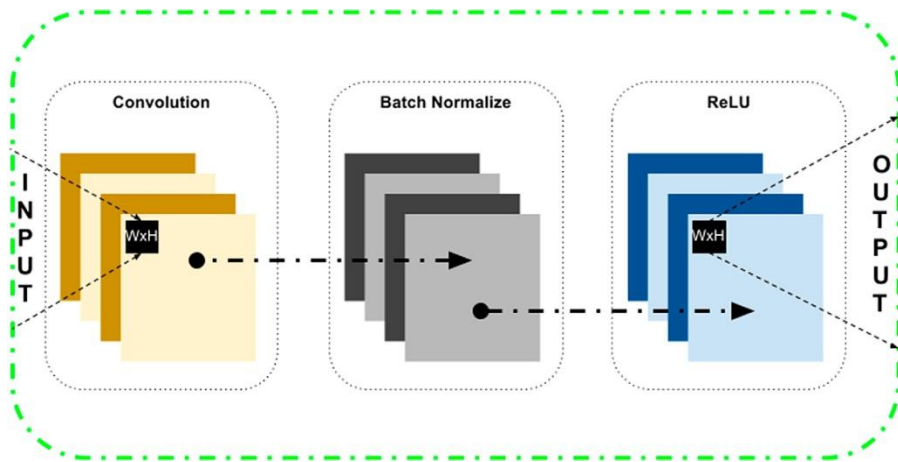 Convolution
Batch Normalize
ReLU
INPUT
WxH
WxH
OUTPUT